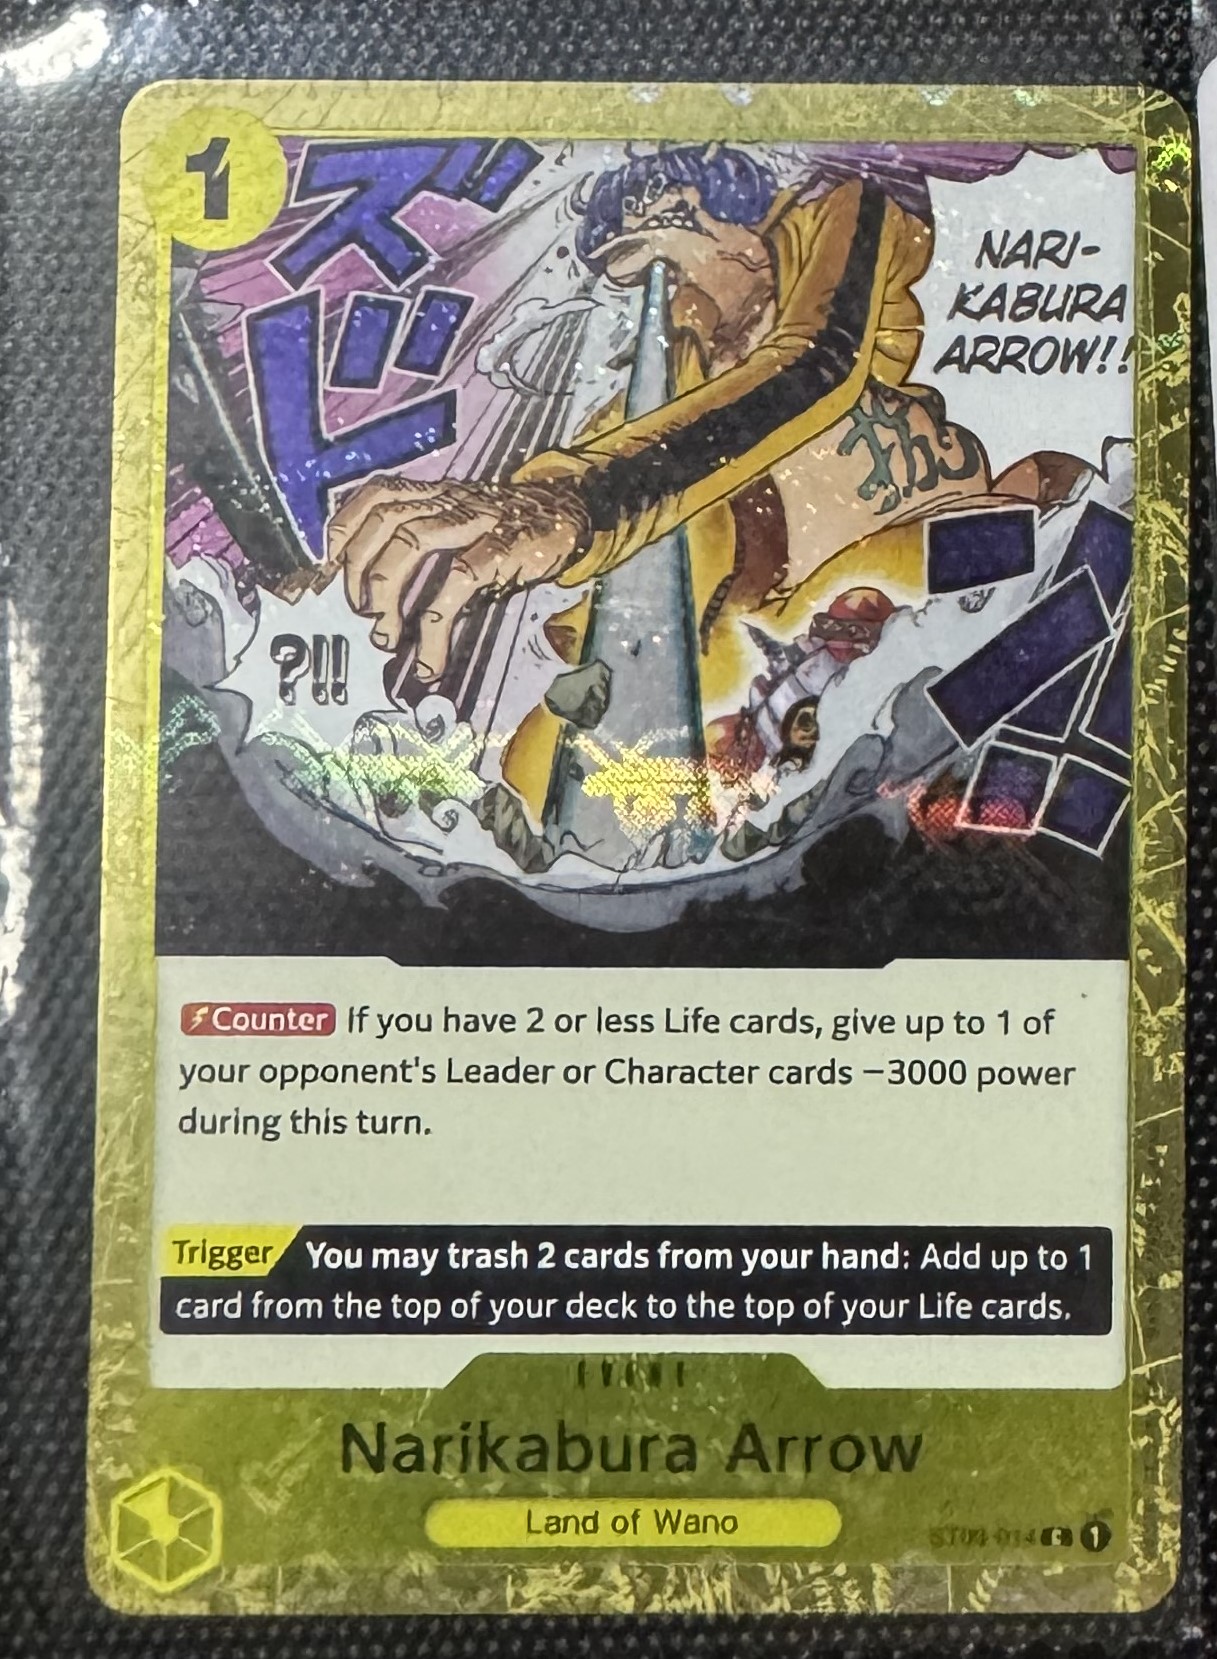 1
ズドン
NARI-
KABURA
ARROW!!
?!!
Counter If you have 2 or less Life cards, give up to 1 of
your opponent's Leader or Character cards −3000 power
during this turn.
Trigger You may trash 2 cards from your hand: Add up to 1
card from the top of your deck to the top of your Life cards.
EVENT
Narikabura Arrow
Land of Wano
C 1